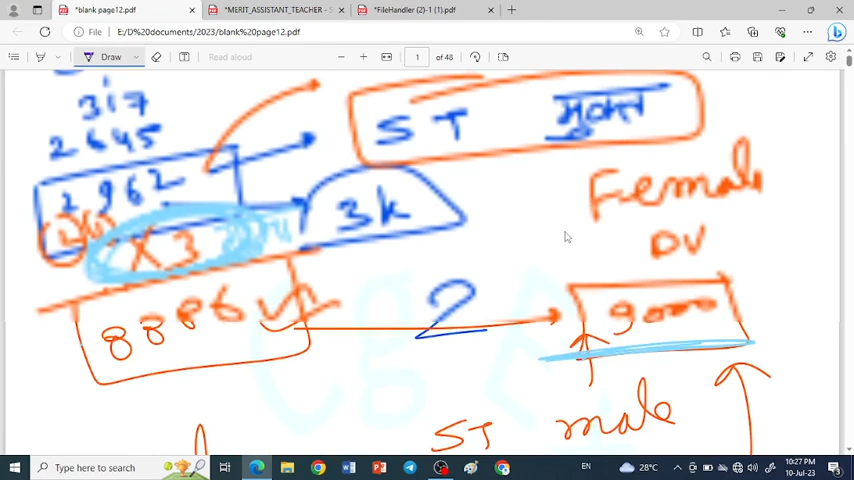 *blank page12.pdf
*MERIT_ASSISTANT_TEACHER - S
*FileHandler (2)-1 (1).pdf
File E:/D%20documents/2023/blank%20page12.pdf
Draw Read aloud 1 of 48
317
2645
2962
ST मुक्त
3k
Female
DV
X3
8886
2
9000
ST male
Type here to search
28°C
EN
10:27 PM
10-Jul-23
3